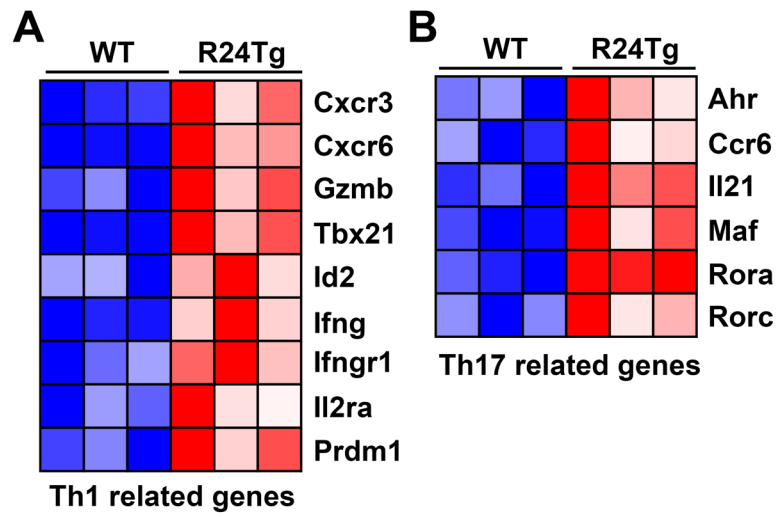 A
WT R24Tg
Cxcr3
Cxcr6
Gzmb
Tbx21
Id2
Ifng
Ifngr1
Il2ra
Prdm1
Th1 related genes
B
WT R24Tg
Ahr
Ccr6
Il21
Maf
Rora
Rorc
Th17 related genes